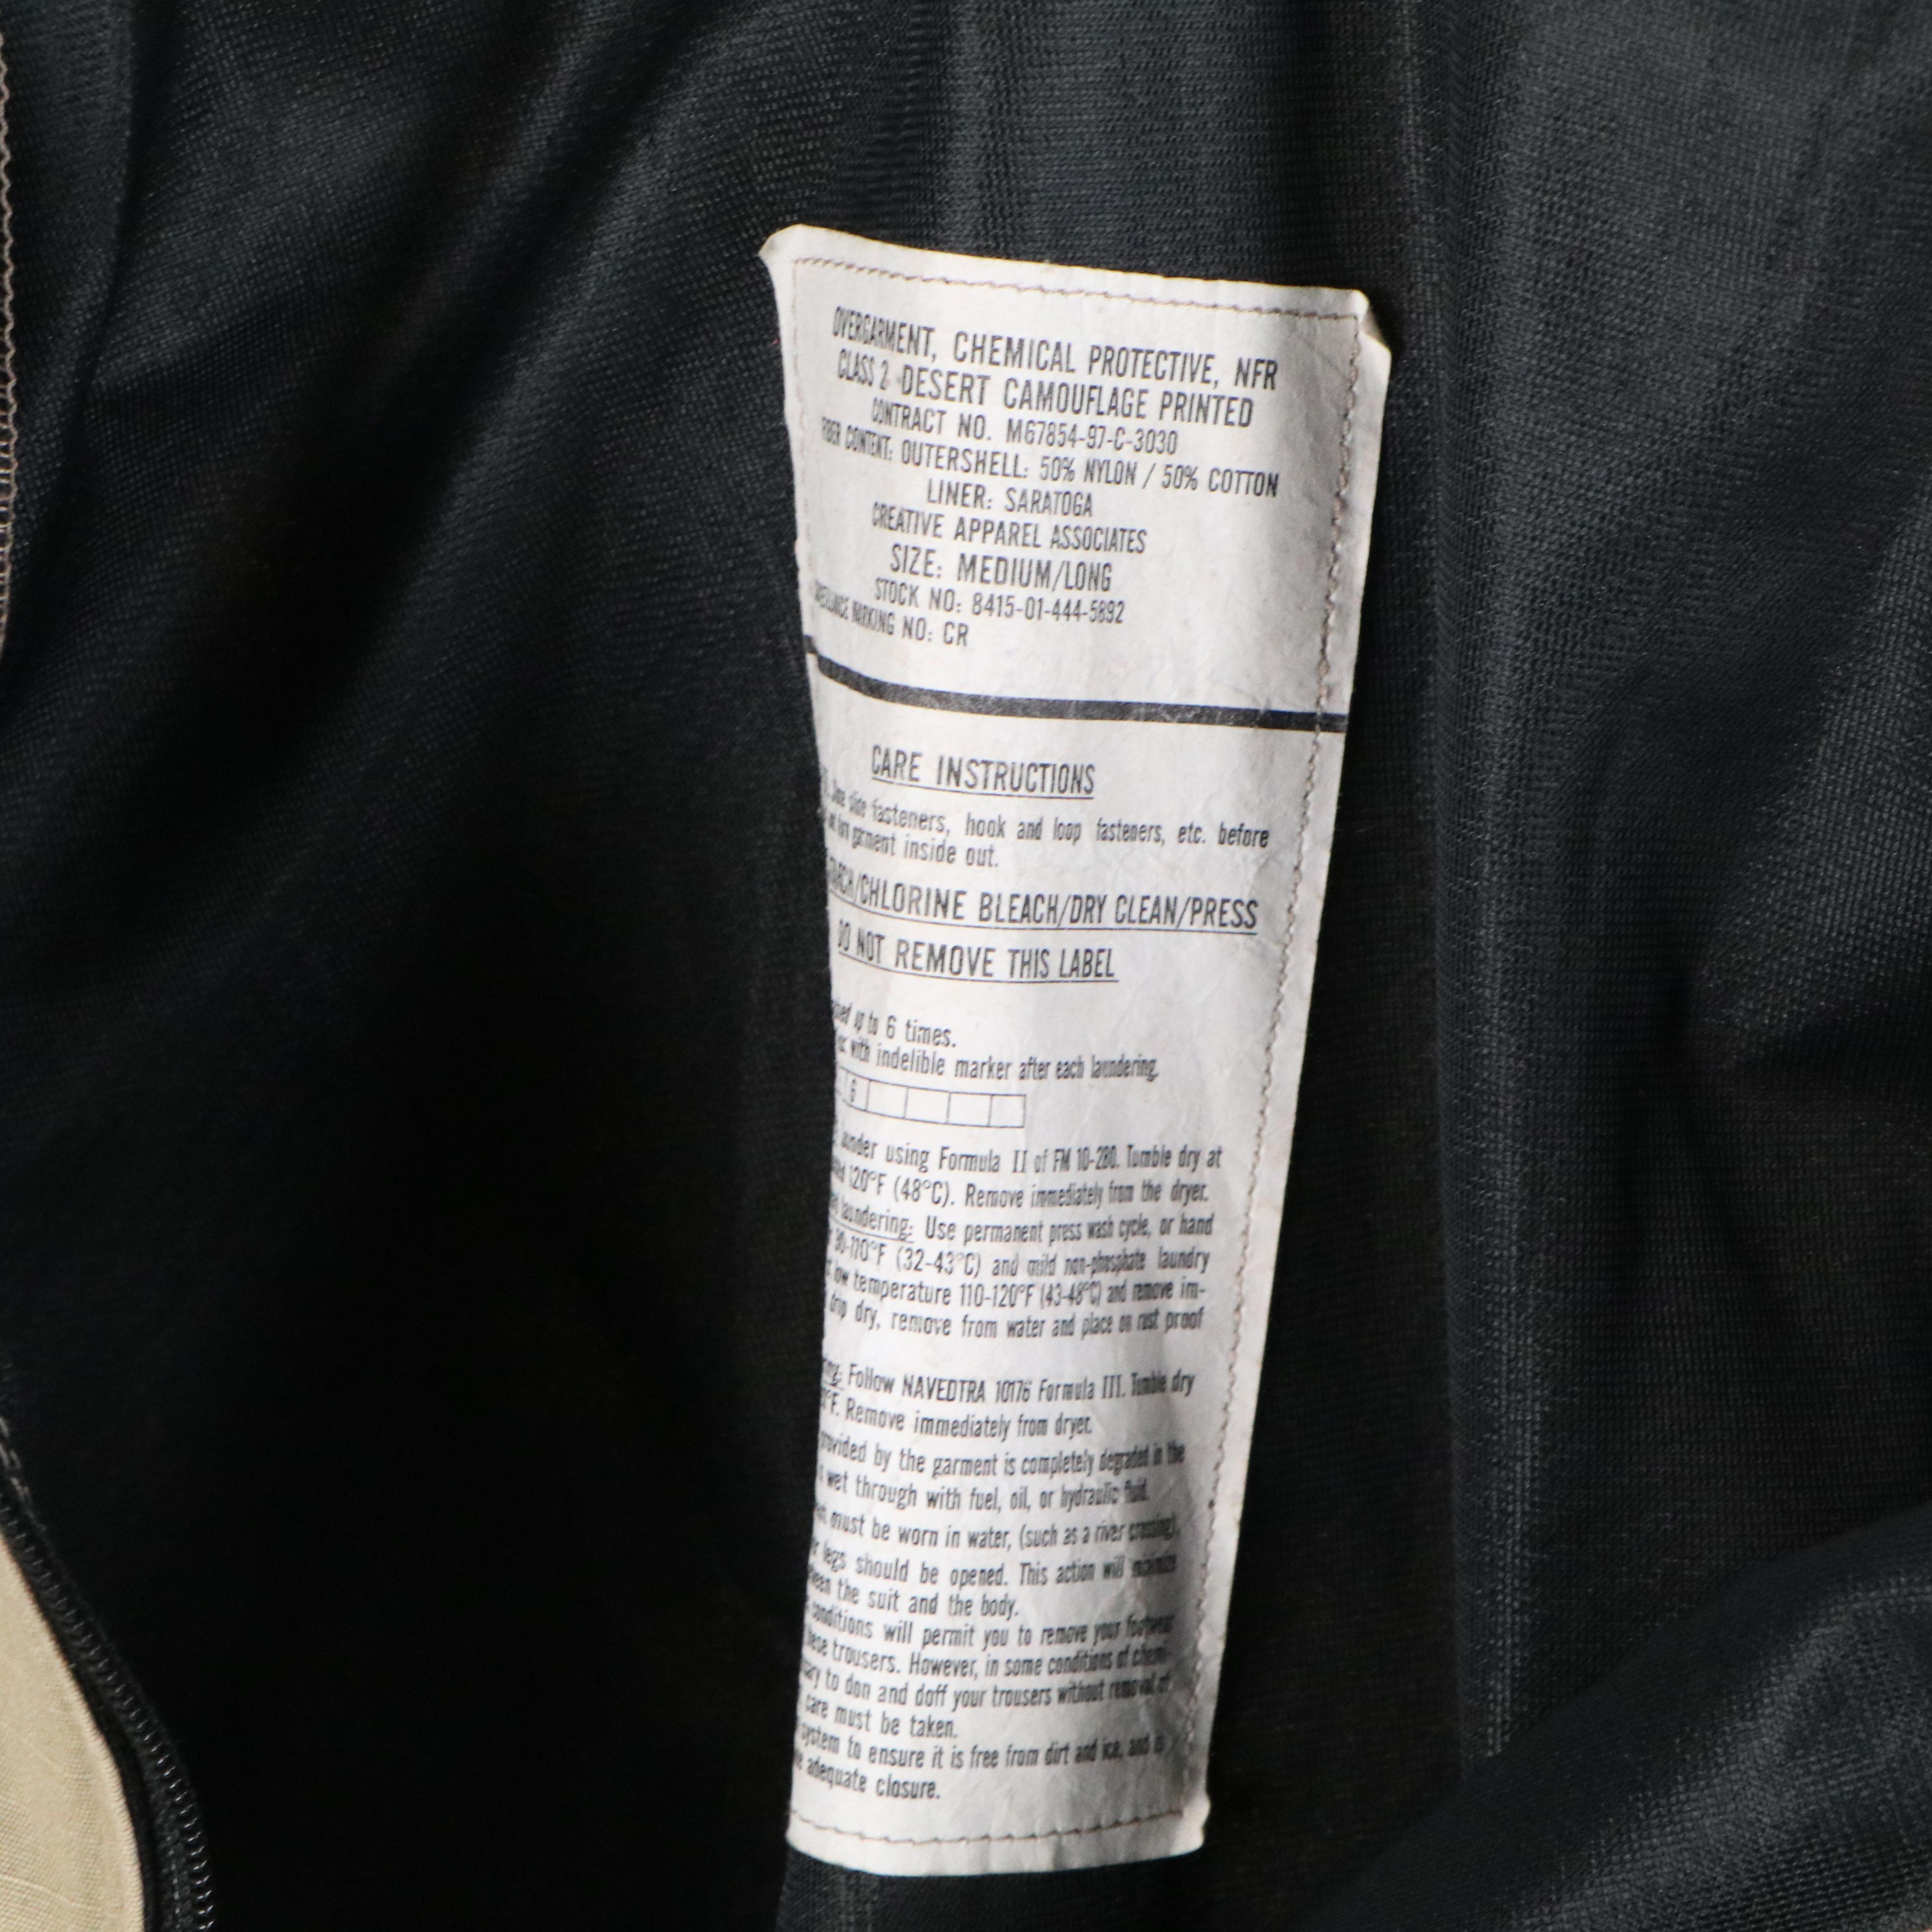 OVERGARMENT, CHEMICAL PROTECTIVE, NFR
CLASS 2 DESERT CAMOUFLAGE PRINTED
CONTRACT NO. M67854-97-C-3030
CONTENT: OUTERSHELL: 50% NYLON / 50% COTTON
LINER: SARATOGA
CREATIVE APPAREL ASSOCIATES
SIZE: MEDIUM/LONG
STOCK NO: 8415-01-444-5892
MARKING NO: CR
CARE INSTRUCTIONS
fasteners, hook and loop fasteners, etc. before
garment inside out.
/CHLORINE BLEACH/DRY CLEAN/PRESS
DO NOT REMOVE THIS LABEL
up to 6 times.
with indelible marker after each laundering.
6
using Formula II of FM 10-280. Tumble dry at
120°F (48°C). Remove immediately from the dryer.
laundering: Use permanent press wash cycle, or hand
90-110°F (32-43°C) and mild non-phosphate laundry
low temperature 110-120°F (43-48°C) and remove im-
drip dry, remove from water and place on rust proof
Follow NAVEDTRA 10176 Formula III. Tumble dry
°F. Remove immediately from dryer.
provided by the garment is completely degraded in the
wet through with fuel, oil, or hydraulic fluid.
must be worn in water, (such as a river crossing),
legs should be opened. This action will
the suit and the body.
conditions will permit you to remove your footwear
trousers. However, in some conditions of chem-
to don and doff your trousers without removal of
care must be taken.
system to ensure it is free from dirt and ice, and
adequate closure.